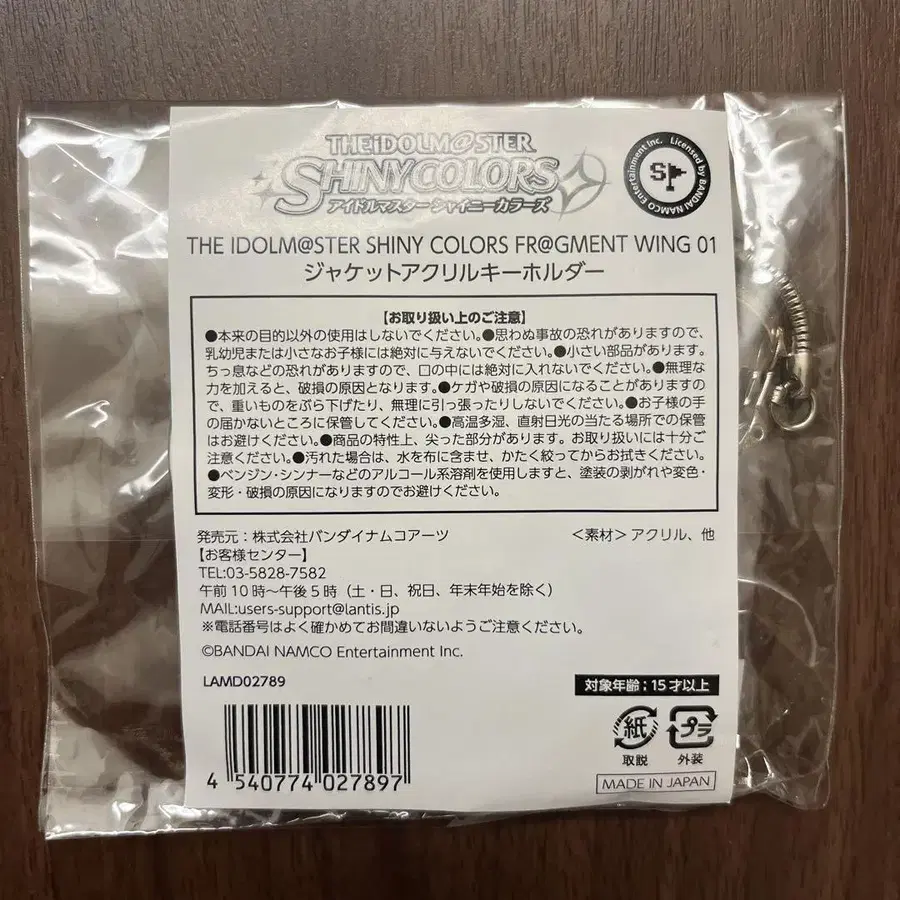 THE IDOLM@STER
SHINYCOLORS
アイドルマスター シャイニーカラーズ
Licensed by BANDAI NAMCO Entertainment Inc.
THE IDOLM@STER SHINY COLORS FR@GMENT WING 01
ジャケットアクリルキーホルダー
【お取り扱い上のご注意】
●本来の目的以外の使用はしないでください。●思わぬ事故の恐れがありますので、
乳幼児または小さなお子様には絶対に与えないでください。●小さい部品があります。
ちっ息などの恐れがありますので、口の中には絶対に入れないでください。●無理な
力を加えると、破損の原因となります。●ケガや破損の原因になることがありますの
で、重いものをぶら下げたり、無理に引っ張ったりしないでください。●お子様の手
の届かないところに保管してください。●高温多湿、直射日光の当たる場所での保管
はお避けください。●商品の特性上、尖った部分があります。お取り扱いには十分ご
注意ください。●汚れた場合は、水を布に含ませ、かたく絞ってからお拭きください。
●ベンジン・シンナーなどのアルコール系溶剤を使用しますと、塗装の剥がれや変色・
変形・破損の原因になりますのでお避けください。
発売元：株式会社バンダイナムコアーツ
＜素材＞アクリル、他
【お客様センター】
TEL:03-5828-7582
午前10時～午後5時（土・日、祝日、年末年始を除く）
MAIL:users-support@lantis.jp
※電話番号はよく確かめてお間違いないようご注意ください。
©BANDAI NAMCO Entertainment Inc.
LAMD02789
対象年齢：15才以上
紙
プラ
取説
外装
4 540774 027897
MADE IN JAPAN